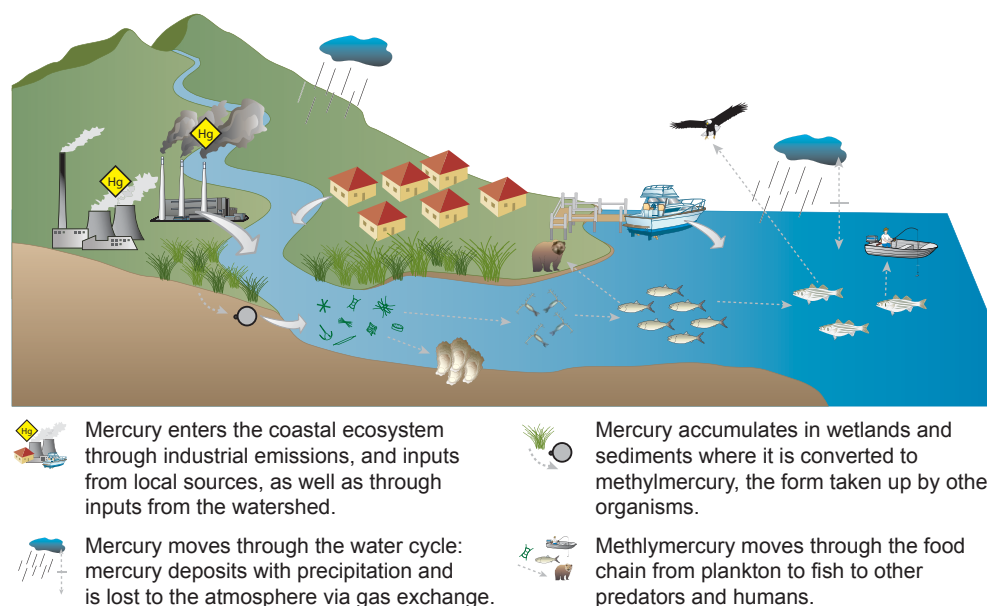 Hg
Hg
Hg
Mercury enters the coastal ecosystem
through industrial emissions, and inputs
from local sources, as well as through
inputs from the watershed.
Mercury moves through the water cycle:
mercury deposits with precipitation and
is lost to the atmosphere via gas exchange.
Mercury accumulates in wetlands and
sediments where it is converted to
methylmercury, the form taken up by othe
organisms.
Methlymercury moves through the food
chain from plankton to fish to other
predators and humans.